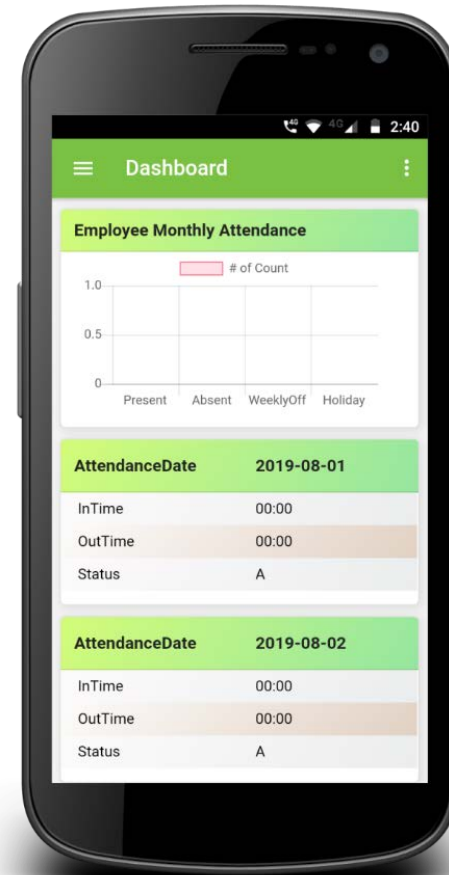 4G 4G 2:40
Dashboard
Employee Monthly Attendance
# of Count
1.0
0.5
0
Present Absent WeeklyOff Holiday
AttendanceDate 2019-08-01
InTime 00:00
OutTime 00:00
Status A
AttendanceDate 2019-08-02
InTime 00:00
OutTime 00:00
Status A